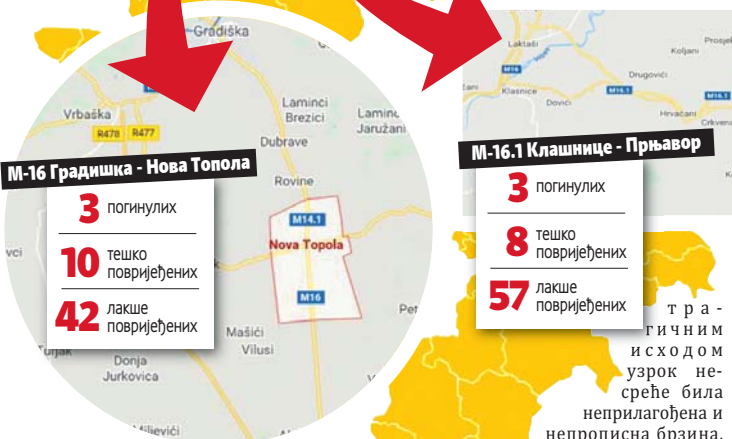 Gradiška
Vrbaška
R478
R477
Laminci
Brezici
Dubrave
Jaružani
Rovine
М-16 Градишка - Нова Топола
3 погинулих
10 тешко
повријеђених
42 лакше
повријеђених
M14.1
Nova Topola
M16
Mašići
Vilusi
Donja
Jurkovica
Laktaši
M16
Klasnice
Dovići
M16.1
Drugovići
Koljani
Hrvaćani
M16.1
М-16.1 Клашнице - Прњавор
3 погинулих
8 тешко
повријеђених
57 лакше
повријеђених
тра-
гичним
исходом
узрок не-
среће била
неприлагођена и
непрописна брзина.